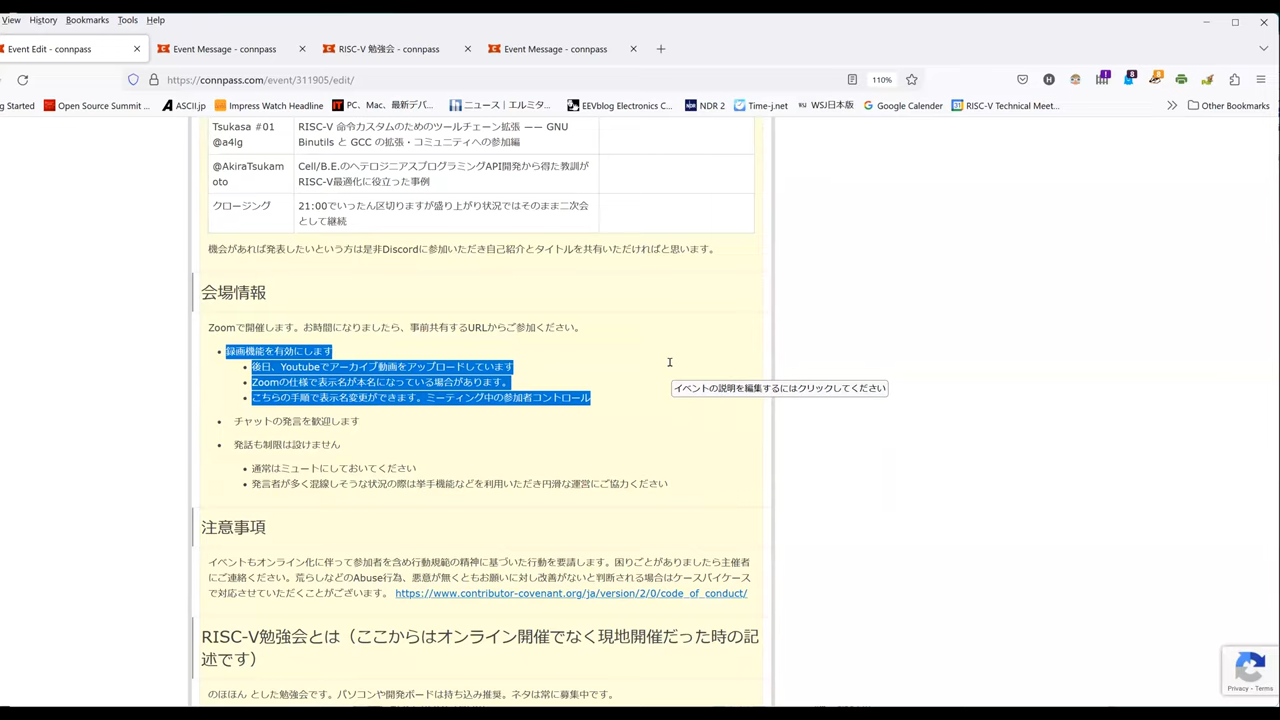 View History Bookmarks Tools Help
Event Edit - connpass
Event Message - connpass
RISC-V 勉強会 - connpass
Event Message - connpass
https://connpass.com/event/311905/edit/
110%
ng Started
Open Source Summit ...
ASCII.jp
Impress Watch Headline
PC、Mac、最新デバ...
ニュース｜エルミタ...
EEVblog Electronics C...
NDR 2
Time-j.net
WSJ日本版
Google Calender
RISC-V Technical Meet...
Other Bookmarks
Tsukasa #01
@a4lg
RISC-V 命令カスタムのためのツールチェーン拡張 —— GNU
Binutils と GCC の拡張・コミュニティへの参加編
@AkiraTsukam
oto
Cell/B.E.のヘテロジニアスプログラミングAPI開発から得た教訓が
RISC-V最適化に役立った事例
クロージング
21:00でいったん区切りますが盛り上がり状況ではそのまま二次会
として継続
機会があれば発表したいという方は是非Discordに参加いただき自己紹介とタイトルを共有いただければと思います。
会場情報
Zoomで開催します。お時間になりましたら、事前共有するURLからご参加ください。
• 録画機能を有効にします
• 後日、Youtubeでアーカイブ動画をアップロードしています
• Zoomの仕様で表示名が本名になっている場合があります。
• こちらの手順で表示名変更ができます。ミーティング中の参加者コントロール
イベントの説明を編集するにはクリックしてください
• チャットの発言を歓迎します
• 発話も制限は設けません
• 通常はミュートにしておいてください
• 発言者が多く混線しそうな状況の際は挙手機能などを利用いただき円滑な運営にご協力ください
注意事項
イベントもオンライン化に伴って参加者を含め行動規範の精神に基づいた行動を要請します。困りごとがありましたら主催者
にご連絡ください。荒らしなどのAbuse行為、悪意が無くともお願いに対し改善がないと判断される場合はケースバイケース
で対応させていただくことがございます。 https://www.contributor-covenant.org/ja/version/2/0/code_of_conduct/
RISC-V勉強会とは（ここからはオンライン開催でなく現地開催だった時の記
述です）
のほほん とした勉強会です。パソコンや開発ボードは持ち込み推奨。ネタは常に募集中です。
Privacy - Terms